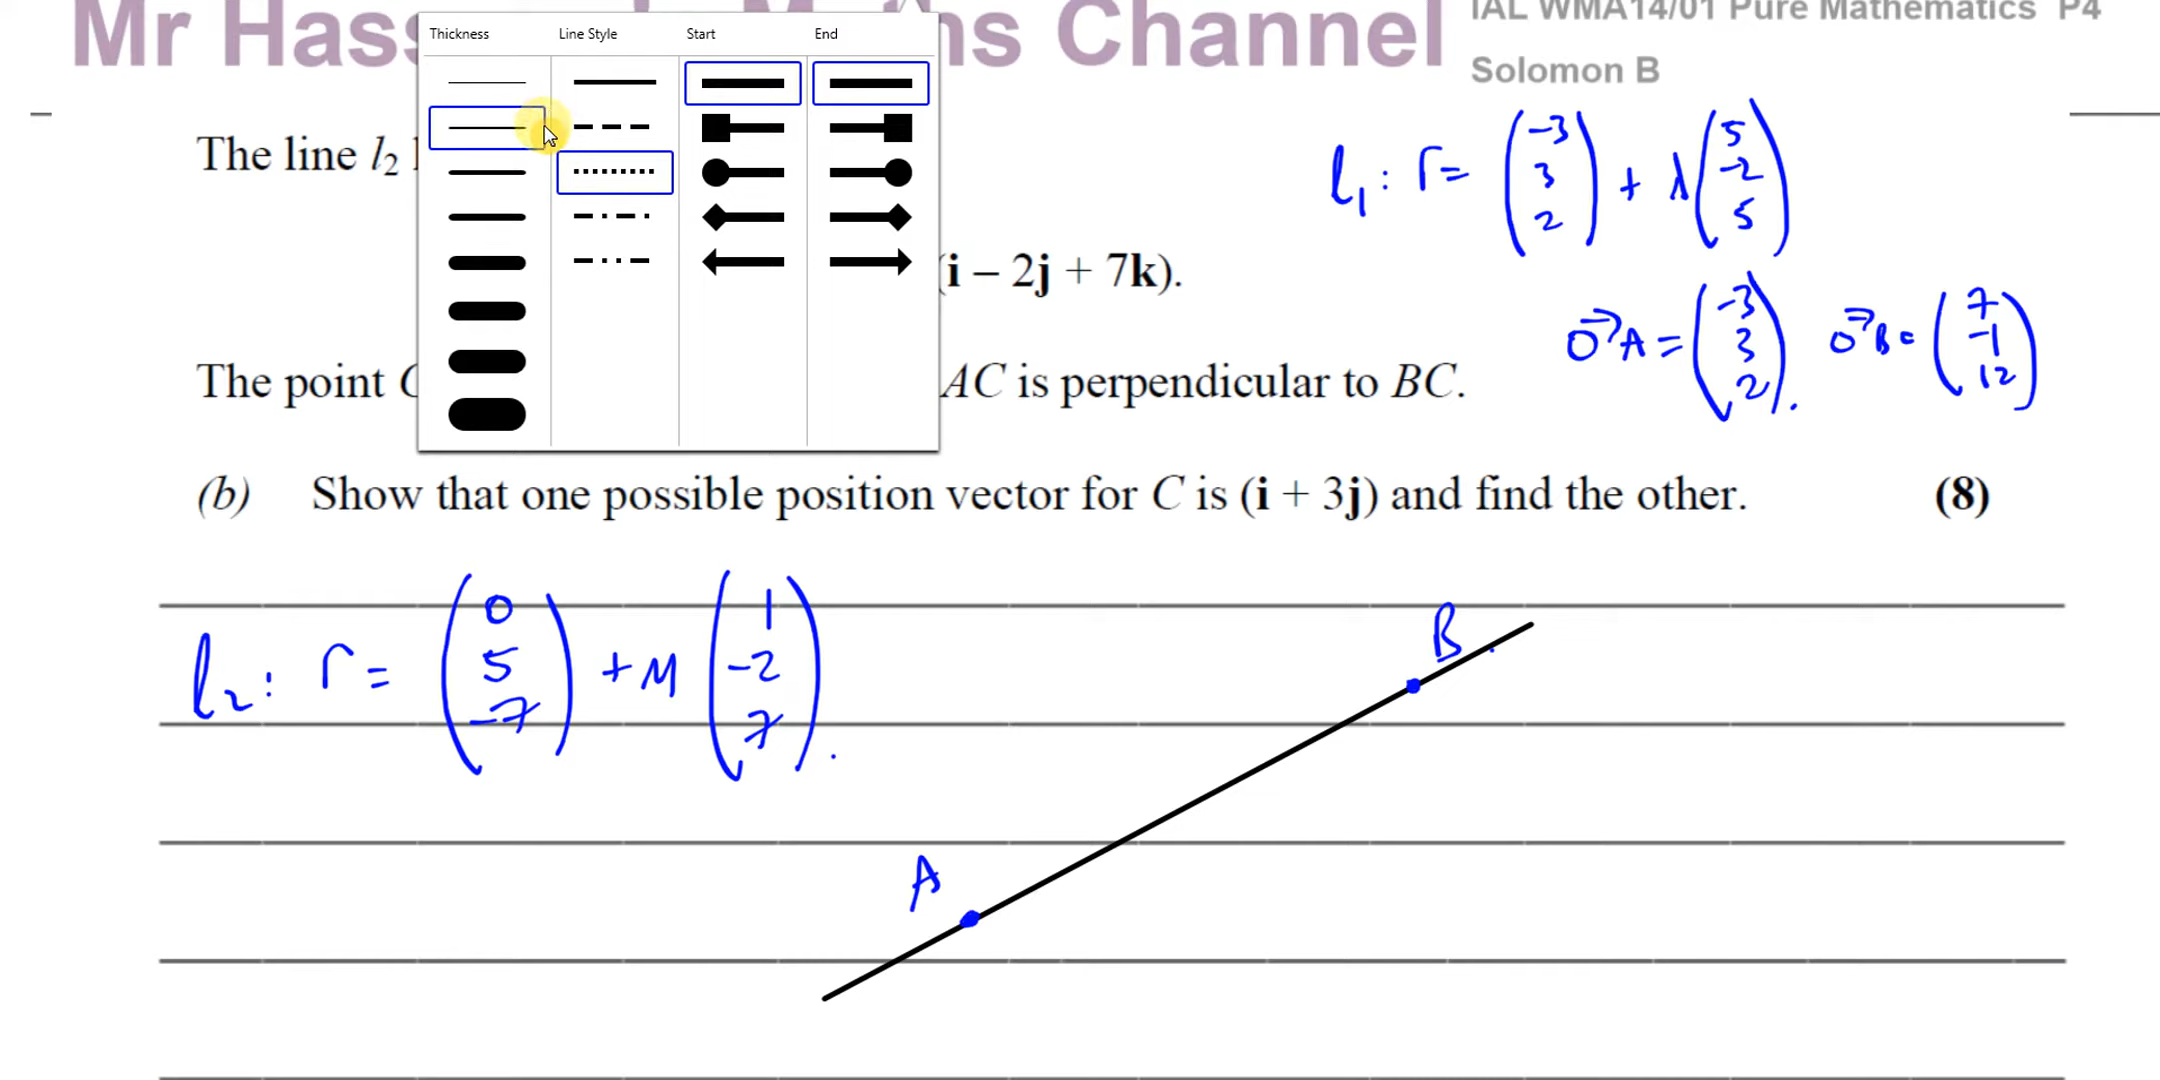 Mr Hass
hs Channel
IAL WMA14/01 Pure Mathematics P4
Solomon B
Thickness Line Style Start End
The line l₂
l₁ : r = (-3 3 2) + λ(5 -2 5)
(i – 2j + 7k).
OA = (-3 3 2). OB = (7 -1 12)
The point C
AC is perpendicular to BC.
(b) Show that one possible position vector for C is (i + 3j) and find the other. (8)
l₂ : r = (0 5 -7) + M (1 -2 7).
B
A